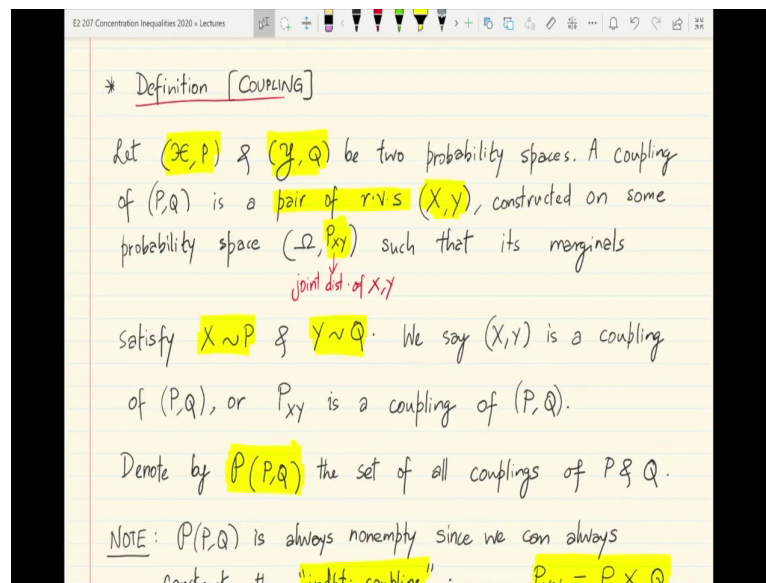 E2 207 Concentration Inequalities 2020 » Lectures
* Definition [COUPLING]
Let (𝒳, P) & (𝒴, Q) be two probability spaces. A coupling
of (P,Q) is a pair of r.v.s (X,Y), constructed on some
probability space (Ω, P_XY) such that its marginals
joint dist. of X,Y
satisfy X ~ P & Y ~ Q. We say (X,Y) is a coupling
of (P,Q), or P_XY is a coupling of (P,Q).
Denote by 𝒫(P,Q) the set of all couplings of P & Q.
NOTE: 𝒫(P,Q) is always nonempty since we can always
"indpt. coupling": P_XY = P × Q